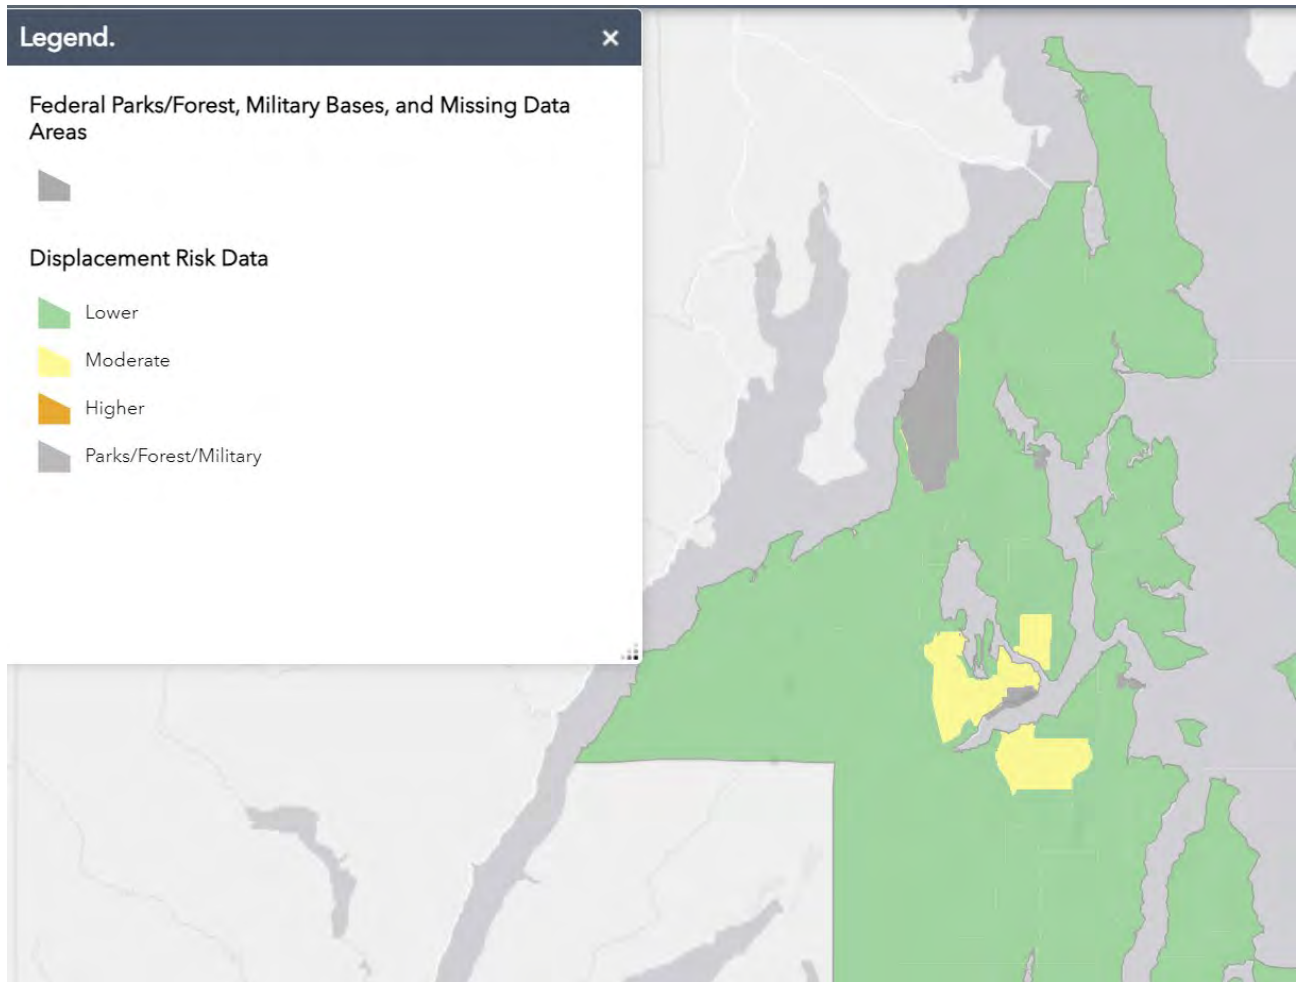 Legend.
Federal Parks/Forest, Military Bases, and Missing Data
Areas
Displacement Risk Data
Lower
Moderate
Higher
Parks/Forest/Military